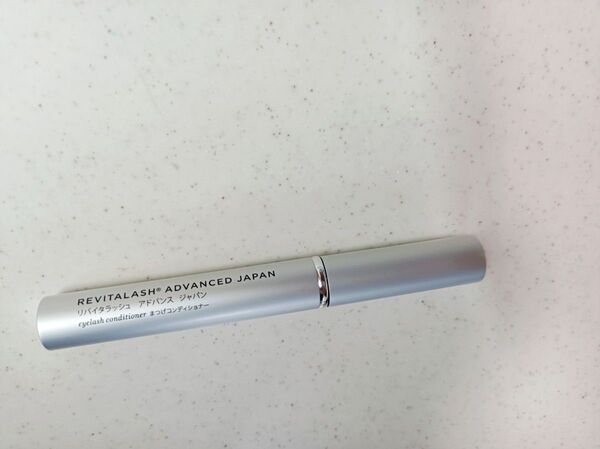 REVITALASH® ADVANCED JAPAN
リバイタラッシュ アドバンス ジャパン
eyelash conditioner まつげコンディショナー